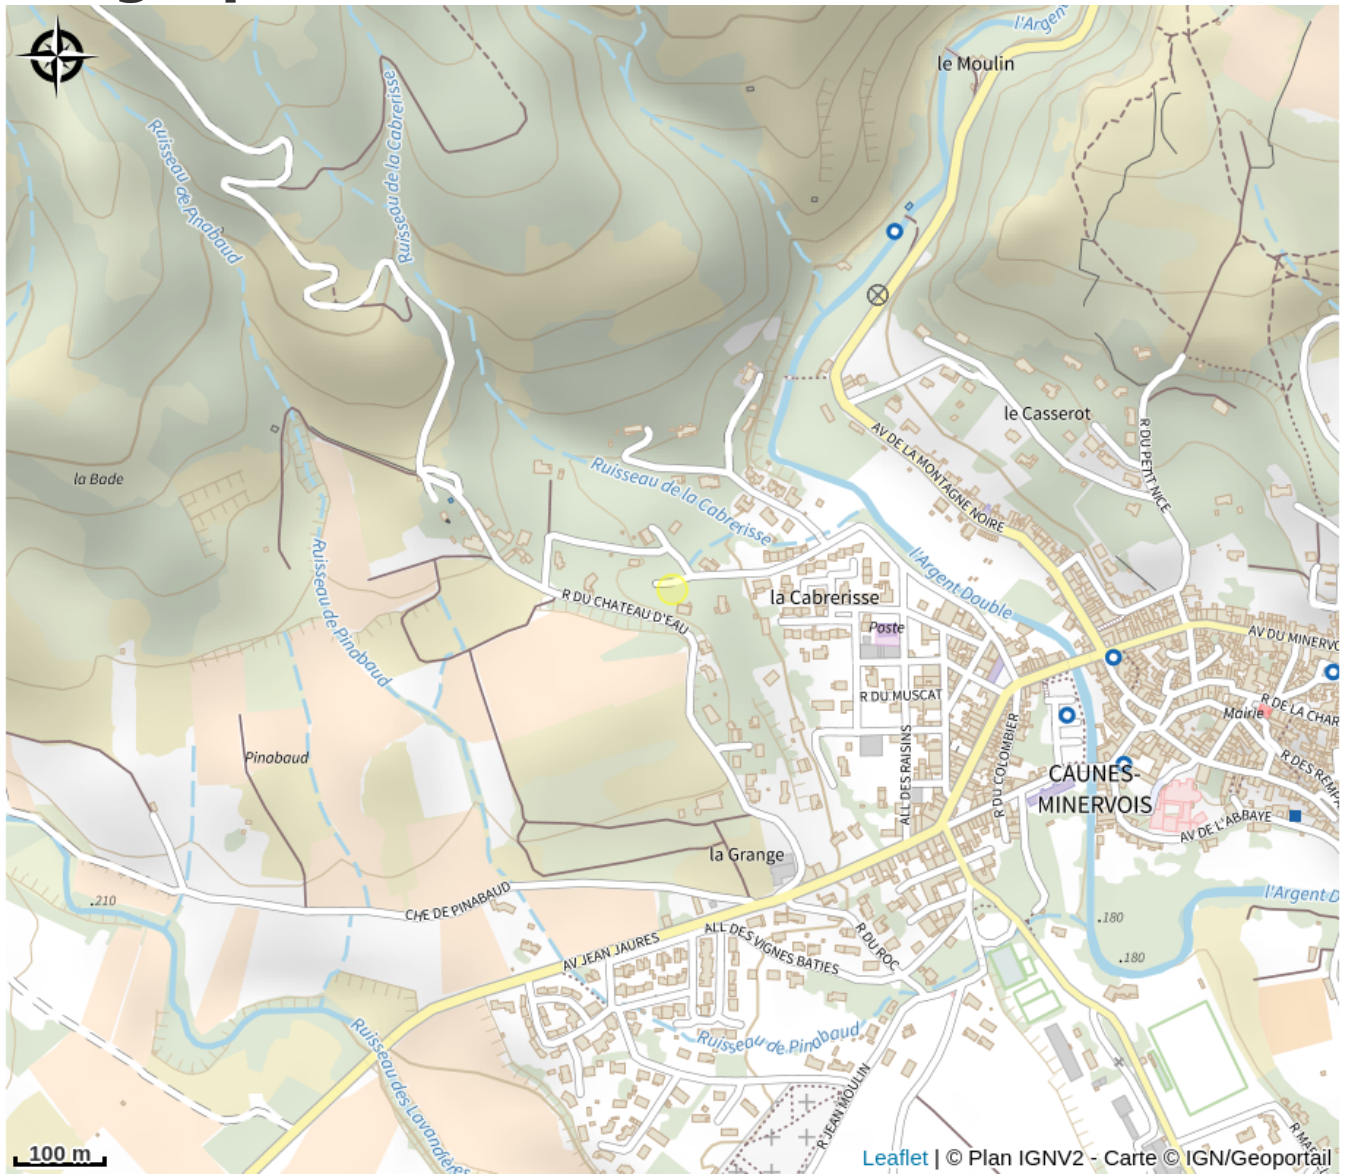 l'Argen
le Moulin
Ruisseau de la Cabrerisse
Ruisseau de Anabaud
le Casserot
R DU PETIT NICE
AV DE LA MONTAGNE NOIRE
la Bade
Ruisseau de la Cabrerisse
l'Argent Double
la Cabrerisse
R DU CHATEAU D'EAU
Poste
AV DU MINERVO
Ruisseau de Pinabaud
R DU MUSCAT
R DE LA CHAR
Mairie
ALL DES RAISINS
R DU COLOMBIER
R DES REMPA
Pinabaud
CAUNES-
MINERVOIS
AV DE L'ABBAYE
la Grange
l'Argent D
.210
CHE DE PINABAUD
.180
.180
AV JEAN JAURES
ALL DES VIGNES BATIES
R DU ROC
Ruisseau de Pinabaud
Ruisseau des Lavandières
R JEAN MOULIN
R MA
100 m
Leaflet | © Plan IGNV2 - Carte © IGN/Geoportail